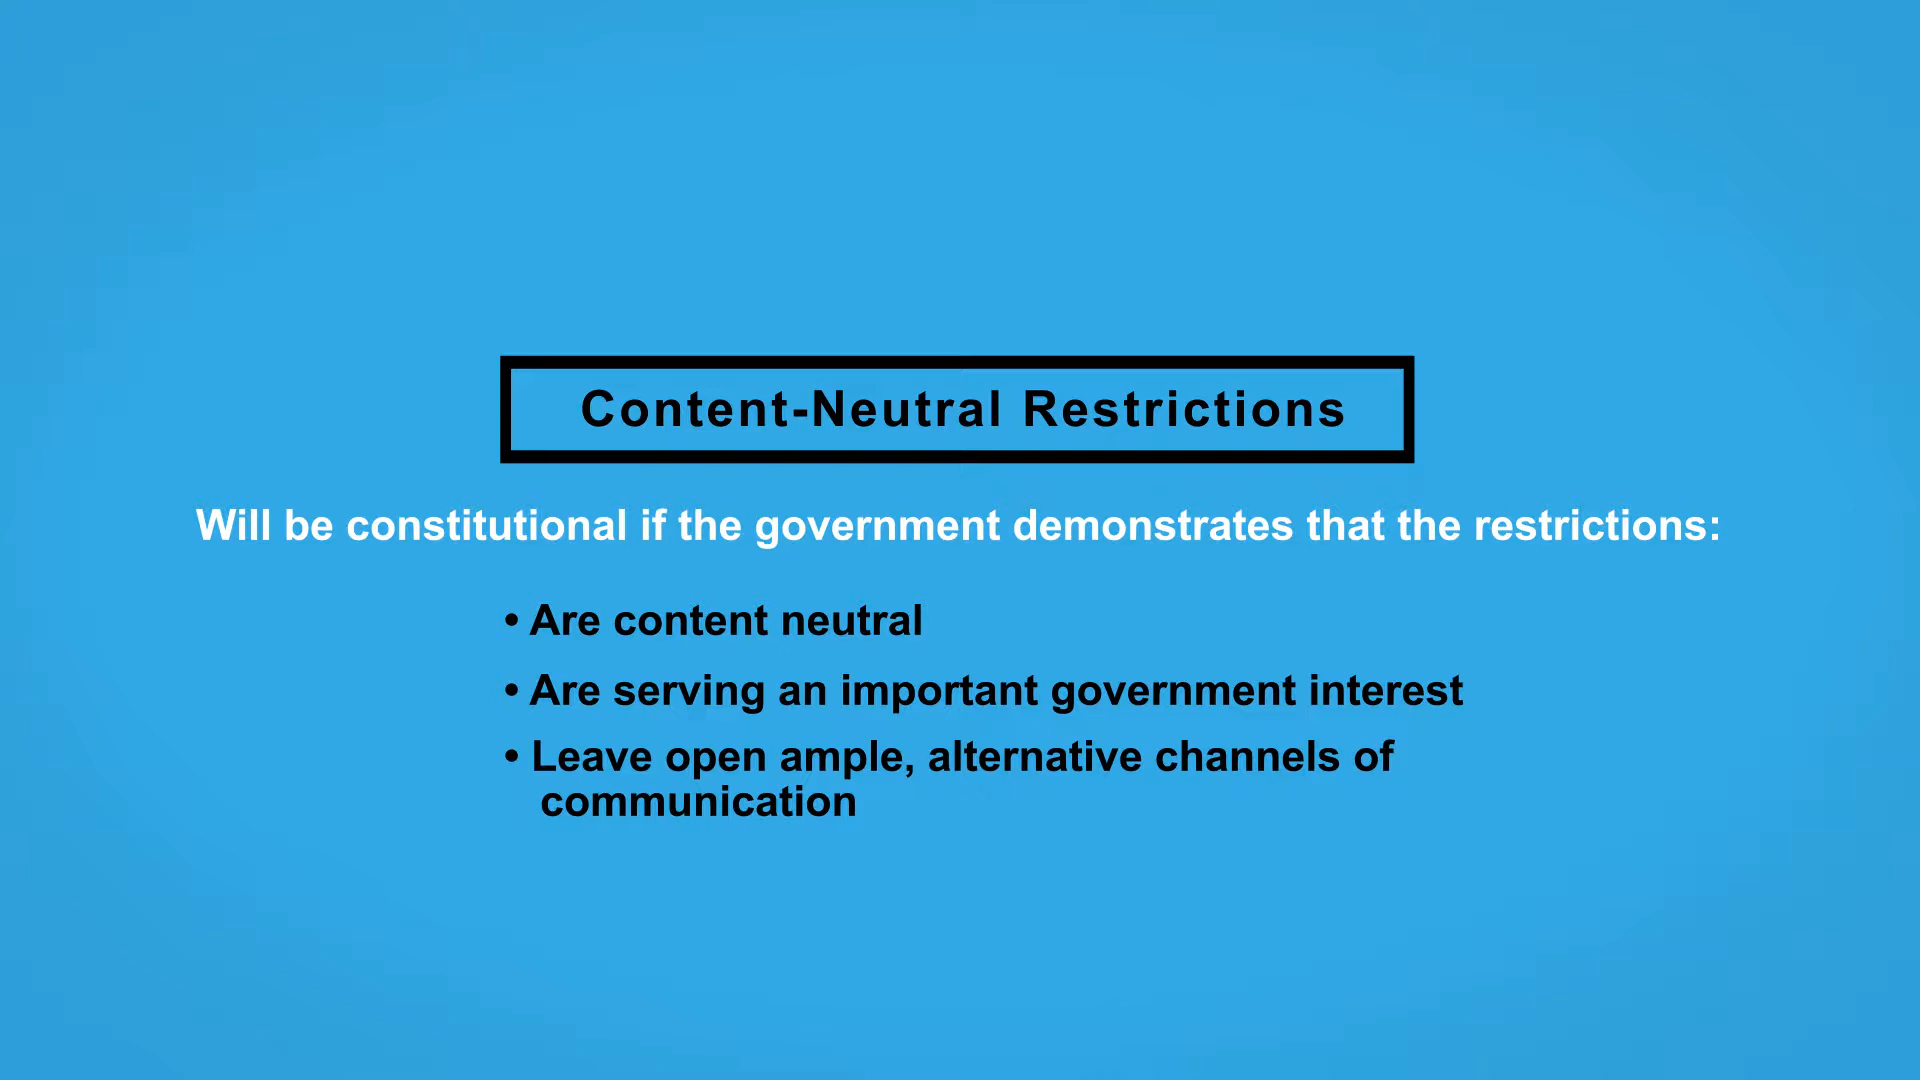 Content-Neutral Restrictions
Will be constitutional if the government demonstrates that the restrictions:
• Are content neutral
• Are serving an important government interest
• Leave open ample, alternative channels of
communication